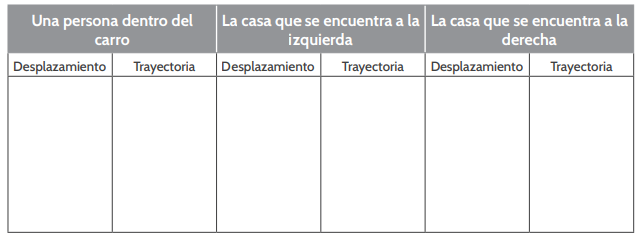 Una persona dentro del
carro
La casa que se encuentra a la
izquierda
La casa que se encuentra a la
derecha
Desplazamiento
Trayectoria
Desplazamiento
Trayectoria
Desplazamiento
Trayectoria